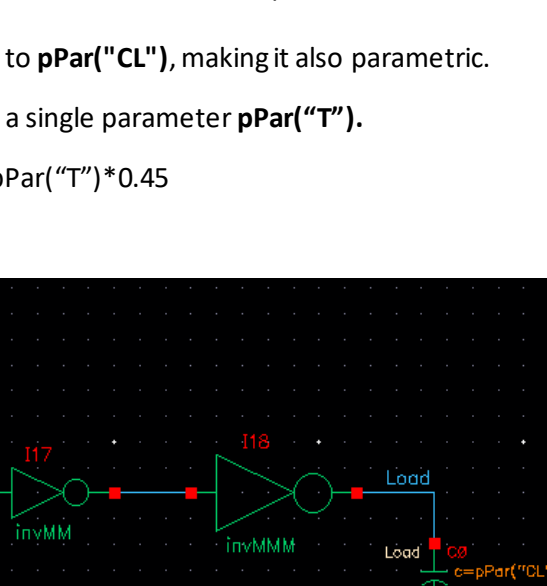 to pPar("CL"), making it also parametric.
a single parameter pPar(“T”).
pPar(“T”)*0.45
I17
I18
Load
invMM
invMMM
Load
C0
c=pPar("CL"